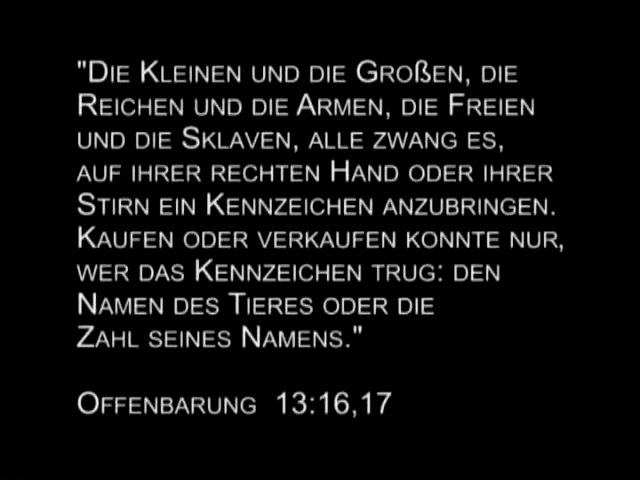 "Die Kleinen und die Großen, die
Reichen und die Armen, die Freien
und die Sklaven, alle zwang es,
auf ihrer rechten Hand oder ihrer
Stirn ein Kennzeichen anzubringen.
Kaufen oder verkaufen konnte nur,
wer das Kennzeichen trug: den
Namen des Tieres oder die
Zahl seines Namens."
Offenbarung 13:16,17